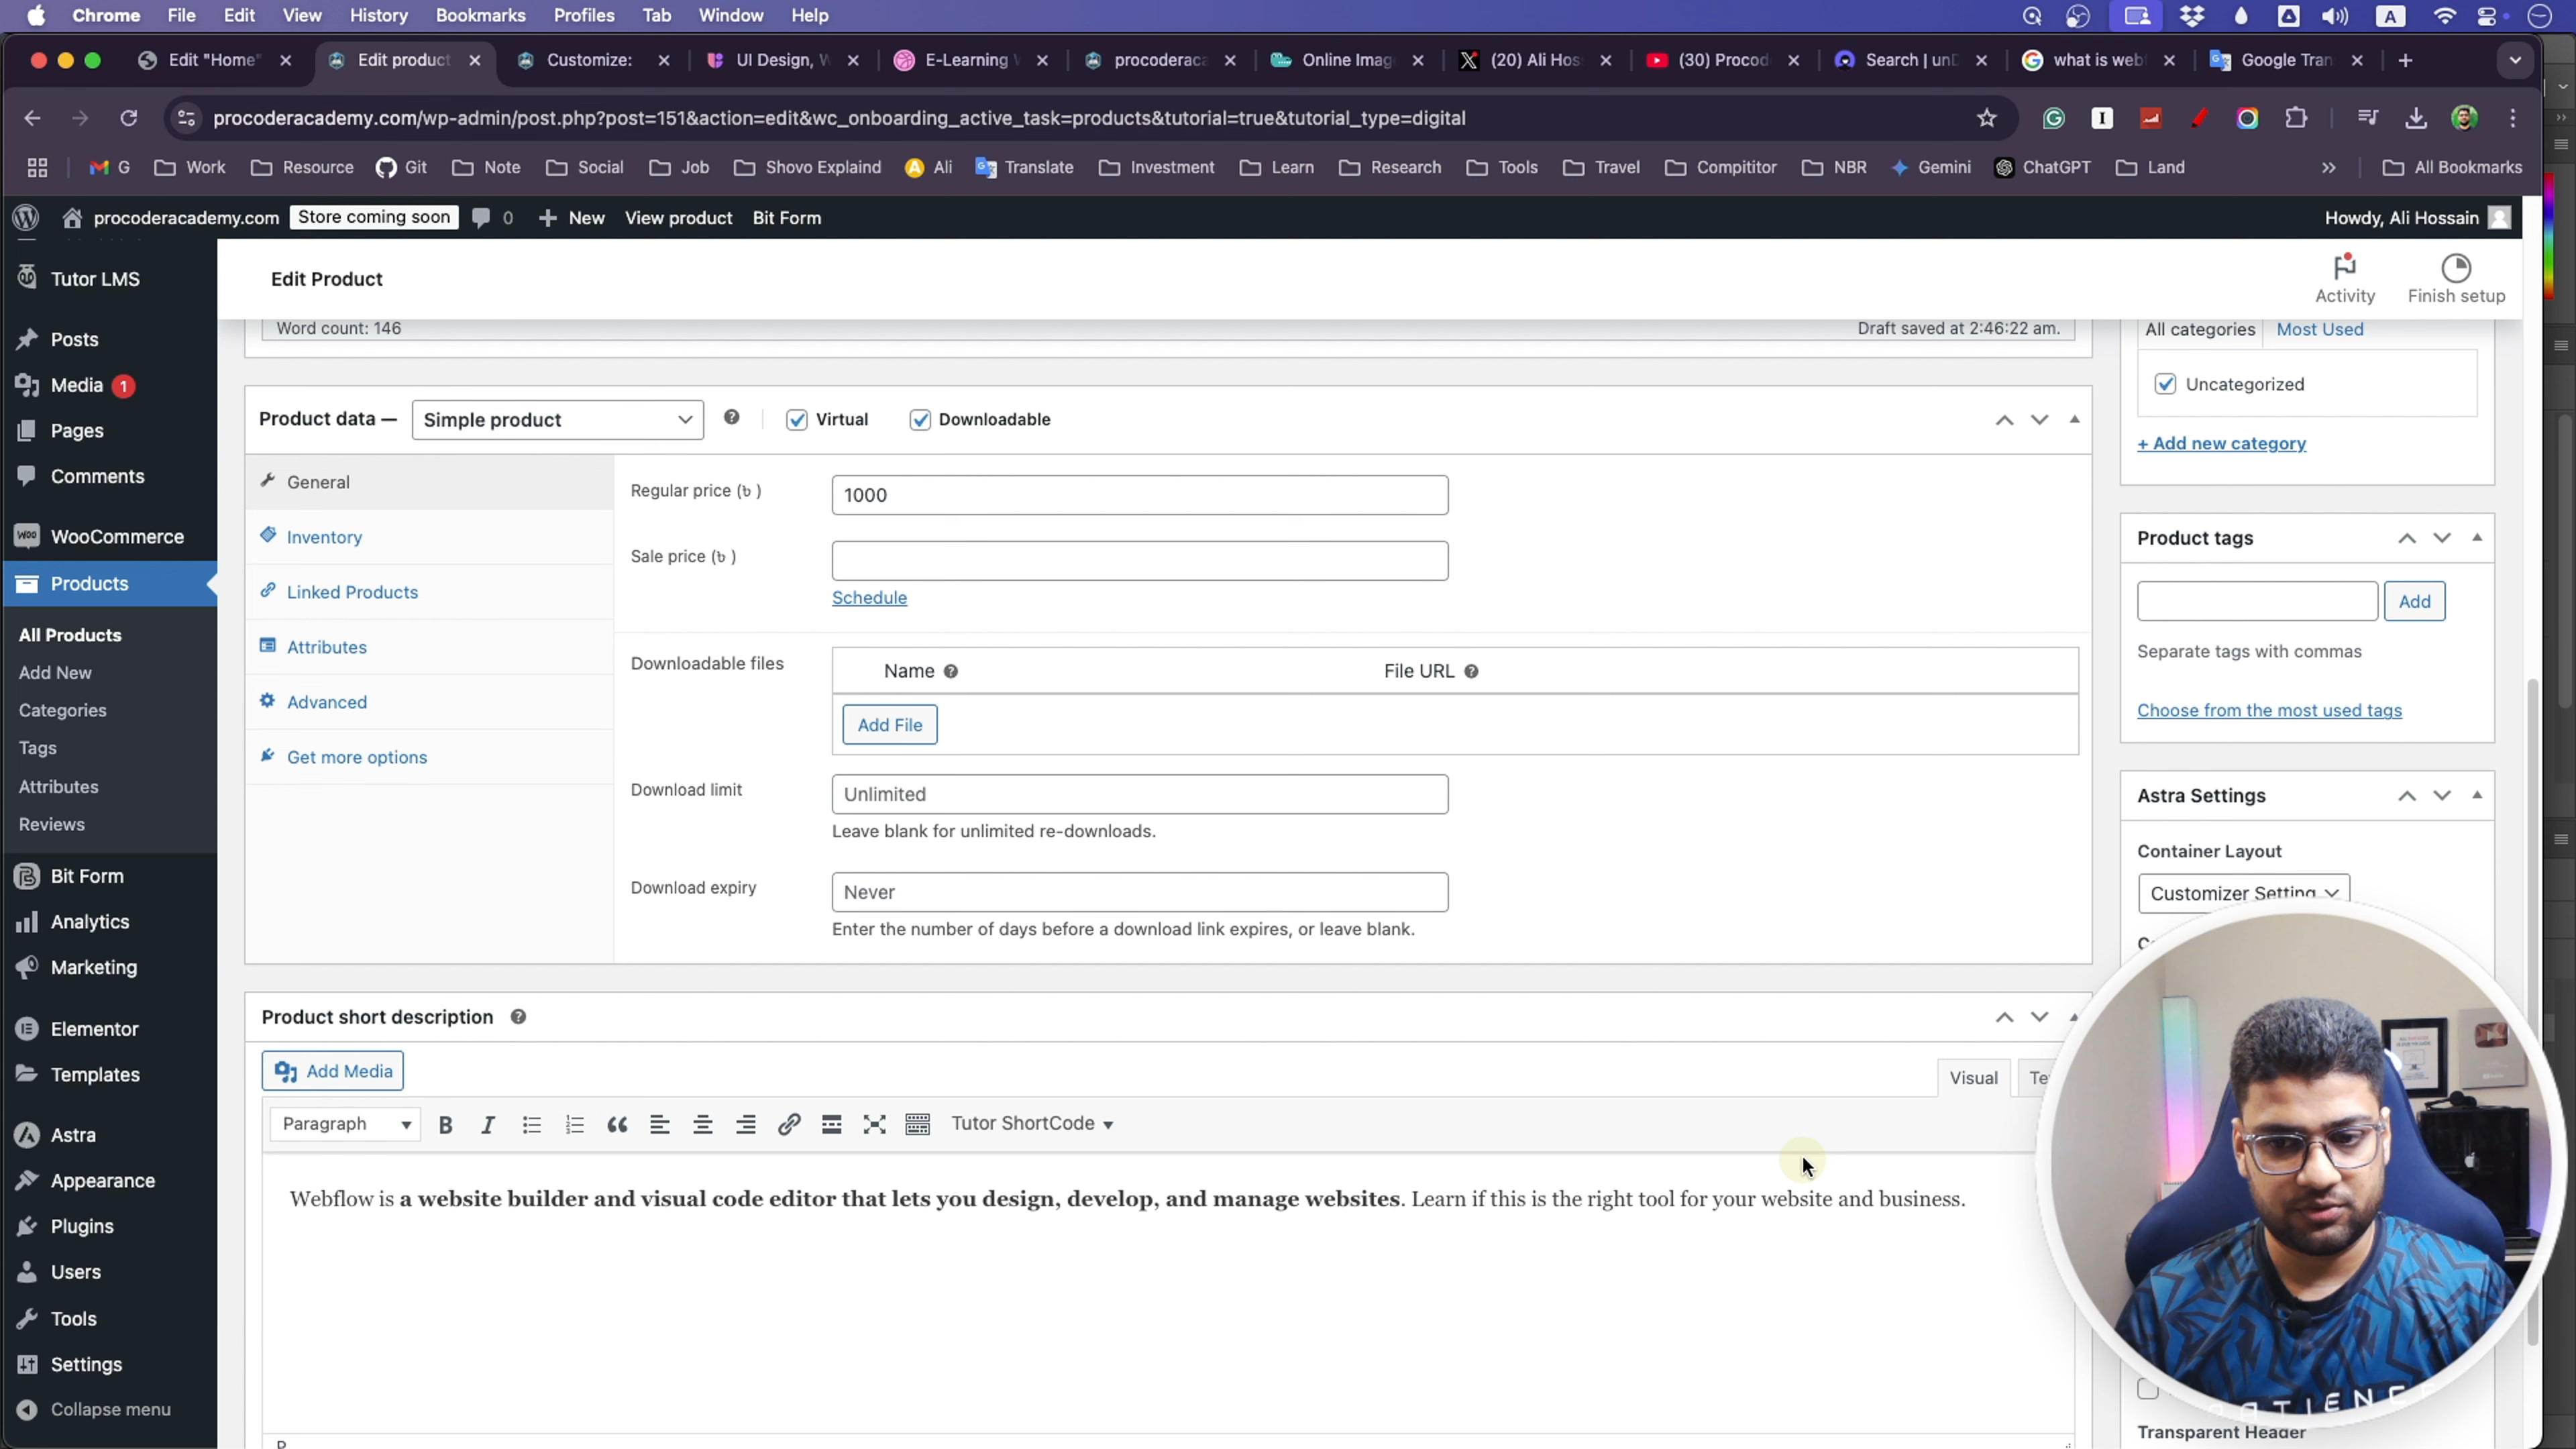 Chrome File Edit View History Bookmarks Profiles Tab Window Help
Edit "Home" Edit product Customize: UI Design, W E-Learning procoderaca Online Imag (20) Ali Hos (30) Procod Search | unD what is web Google Tran
procoderacademy.com/wp-admin/post.php?post=151&action=edit&wc_onboarding_active_task=products&tutorial=true&tutorial_type=digital
G Work Resource Git Note Social Job Shovo Explaind Ali Translate Investment Learn Research Tools Travel Compititor NBR Gemini ChatGPT Land All Bookmarks
procoderacademy.com Store coming soon 0 New View product Bit Form Howdy, Ali Hossain
Tutor LMS
Posts
Media 1
Pages
Comments
WooCommerce
Products
All Products
Add New
Categories
Tags
Attributes
Reviews
Bit Form
Analytics
Marketing
Elementor
Templates
Astra
Appearance
Plugins
Users
Tools
Settings
Collapse menu
Edit Product
Activity
Finish setup
Word count: 146 Draft saved at 2:46:22 am.
Product data — Simple product Virtual Downloadable
General
Inventory
Linked Products
Attributes
Advanced
Get more options
Regular price (৳ ) 1000
Sale price (৳ )
Schedule
Downloadable files Name File URL
Add File
Download limit Unlimited
Leave blank for unlimited re-downloads.
Download expiry Never
Enter the number of days before a download link expires, or leave blank.
Product short description
Add Media
Visual
Paragraph B I Tutor ShortCode
Webflow is a website builder and visual code editor that lets you design, develop, and manage websites. Learn if this is the right tool for your website and business.
All categories Most Used
Uncategorized
+ Add new category
Product tags
Add
Separate tags with commas
Choose from the most used tags
Astra Settings
Container Layout
Customizer Setting
Transparent Header